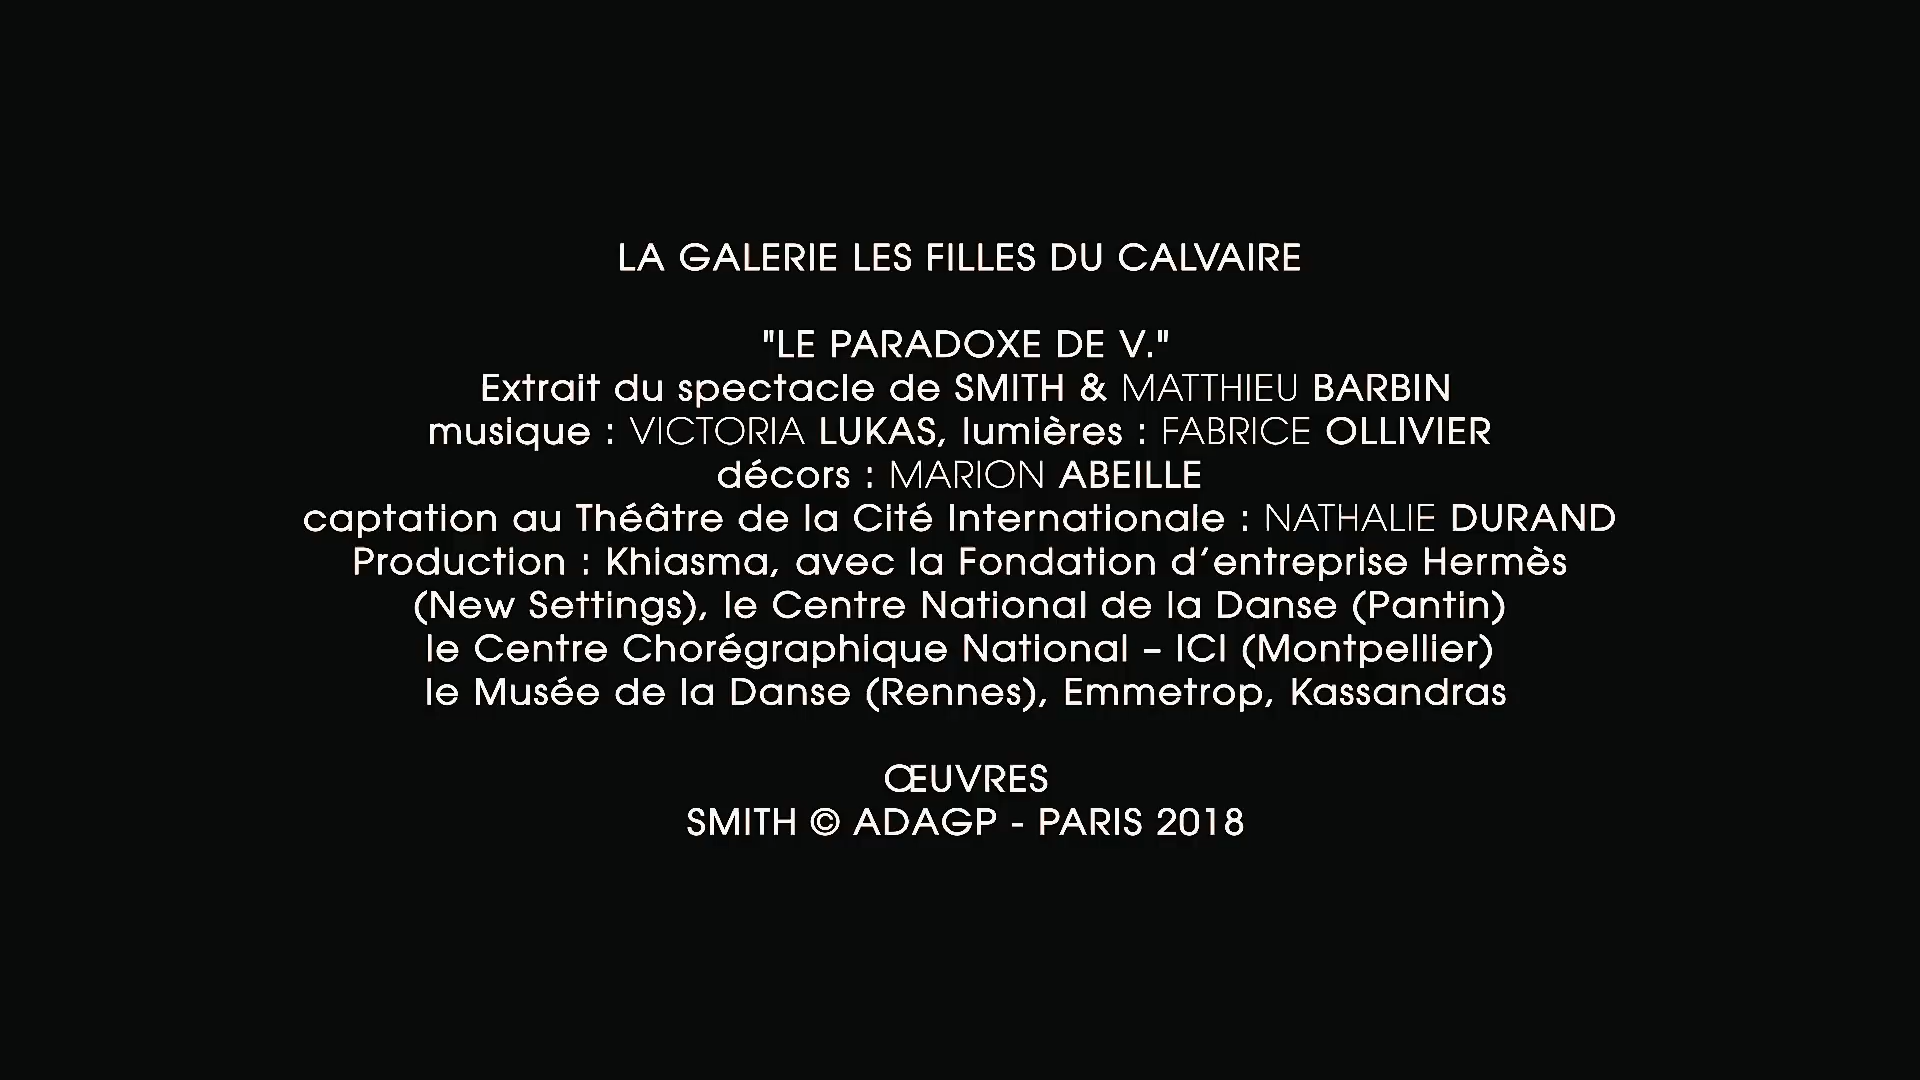 LA GALERIE LES FILLES DU CALVAIRE
"LE PARADOXE DE V."
Extrait du spectacle de SMITH & MATTHIEU BARBIN
musique : VICTORIA LUKAS, lumières : FABRICE OLLIVIER
décors : MARION ABEILLE
captation au Théâtre de la Cité Internationale : NATHALIE DURAND
Production : Khiasma, avec la Fondation d’entreprise Hermès
(New Settings), le Centre National de la Danse (Pantin)
le Centre Chorégraphique National – ICI (Montpellier)
le Musée de la Danse (Rennes), Emmetrop, Kassandras
ŒUVRES
SMITH © ADAGP - PARIS 2018